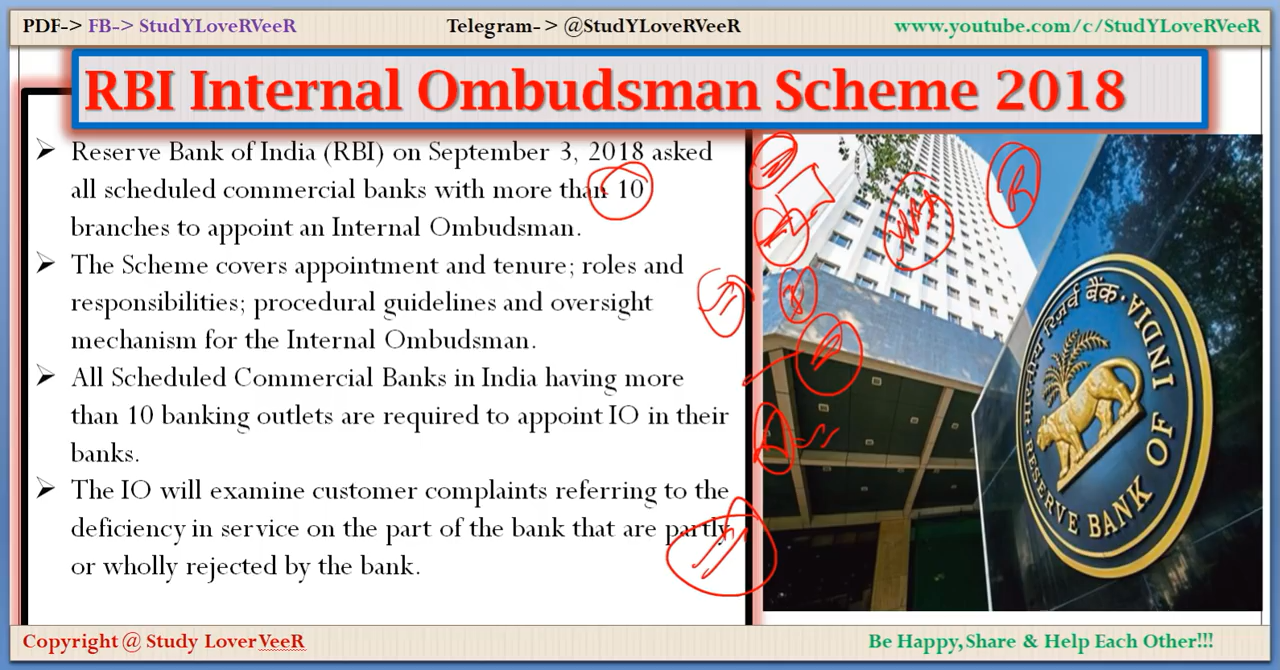 PDF-> FB-> StudYLoveRVeeR Telegram- > @StudYLoveRVeeR www.youtube.com/c/StudYLoveRVeeR
RBI Internal Ombudsman Scheme 2018
➢ Reserve Bank of India (RBI) on September 3, 2018 asked
all scheduled commercial banks with more than 10
branches to appoint an Internal Ombudsman.
➢ The Scheme covers appointment and tenure; roles and
responsibilities; procedural guidelines and oversight
mechanism for the Internal Ombudsman.
➢ All Scheduled Commercial Banks in India having more
than 10 banking outlets are required to appoint IO in their
banks.
➢ The IO will examine customer complaints referring to the
deficiency in service on the part of the bank that are partly
or wholly rejected by the bank.
भारतीय रिज़र्व बैंक
RESERVE BANK OF INDIA
Copyright @ Study LoverVeeR Be Happy,Share & Help Each Other!!!